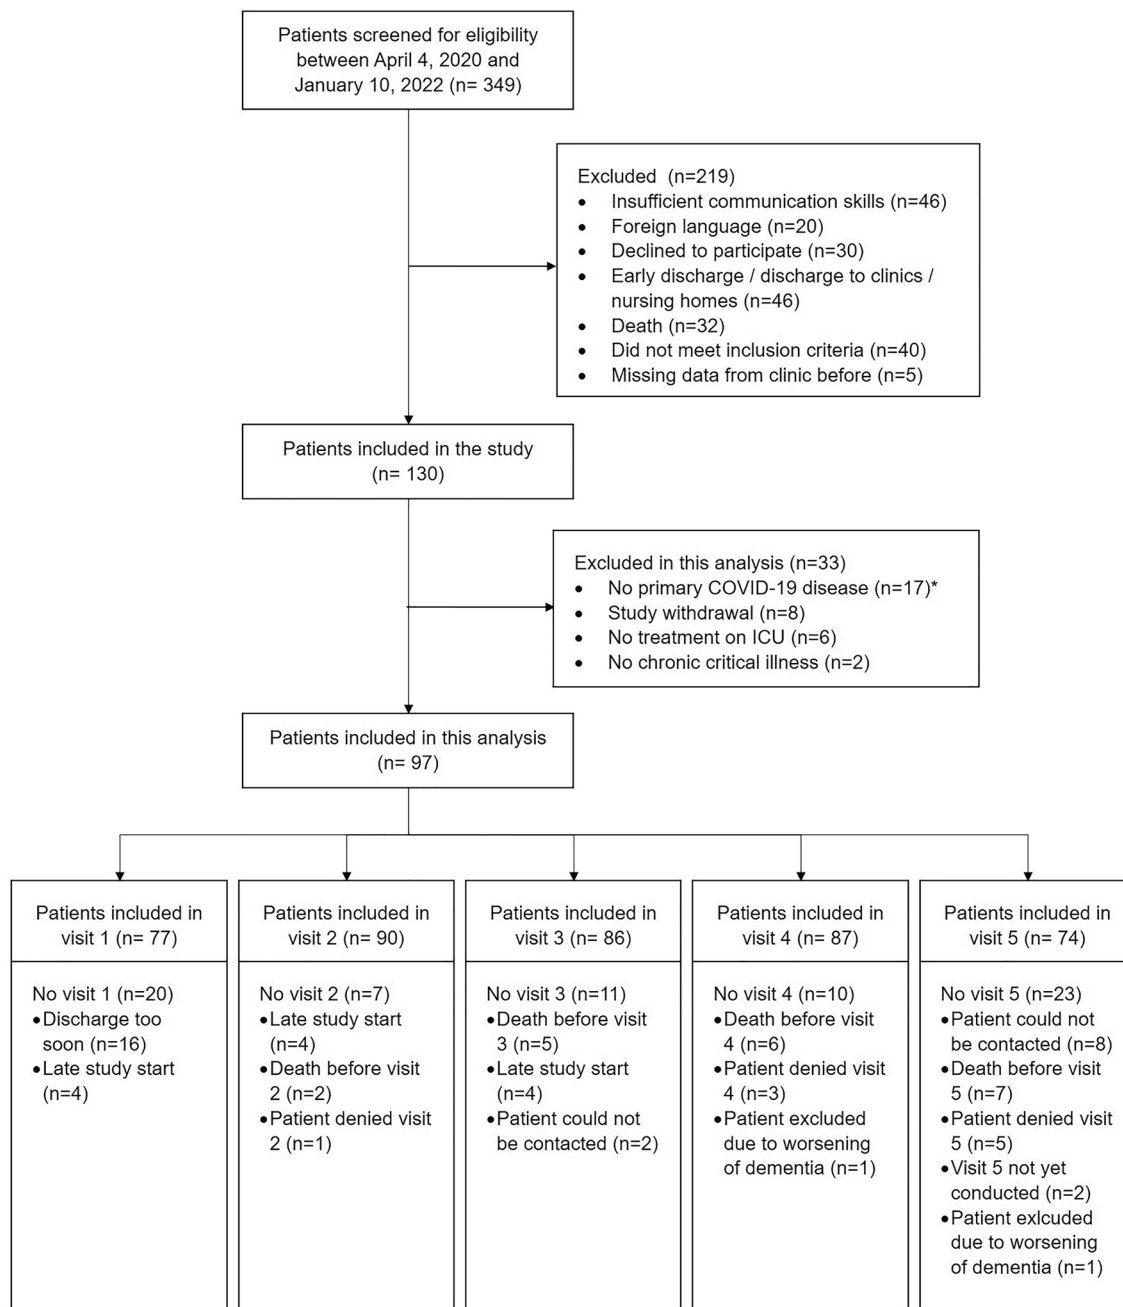 Patients screened for eligibility
between April 4, 2020 and
January 10, 2022 (n= 349)
Excluded  (n=219)
• Insufficient communication skills (n=46)
• Foreign language (n=20)
• Declined to participate (n=30)
• Early discharge / discharge to clinics /
nursing homes (n=46)
• Death (n=32)
• Did not meet inclusion criteria (n=40)
• Missing data from clinic before (n=5)
Patients included in the study
(n= 130)
Excluded in this analysis (n=33)
• No primary COVID-19 disease (n=17)*
• Study withdrawal (n=8)
• No treatment on ICU (n=6)
• No chronic critical illness (n=2)
Patients included in this analysis
(n= 97)
Patients included in
visit 1 (n= 77)
No visit 1 (n=20)
•Discharge too
soon (n=16)
•Late study start
(n=4)
Patients included in
visit 2 (n= 90)
No visit 2 (n=7)
•Late study start
(n=4)
•Death before visit
2 (n=2)
•Patient denied visit
2 (n=1)
Patients included in
visit 3 (n= 86)
No visit 3 (n=11)
•Death before visit
3 (n=5)
•Late study start
(n=4)
•Patient could not
be contacted (n=2)
Patients included in
visit 4 (n= 87)
No visit 4 (n=10)
•Death before visit
4 (n=6)
•Patient denied visit
4 (n=3)
•Patient excluded
due to worsening
of dementia (n=1)
Patients included in
visit 5 (n= 74)
No visit 5 (n=23)
•Patient could not
be contacted (n=8)
•Death before visit
5 (n=7)
•Patient denied visit
5 (n=5)
•Visit 5 not yet
conducted (n=2)
•Patient exlcuded
due to worsening
of dementia (n=1)